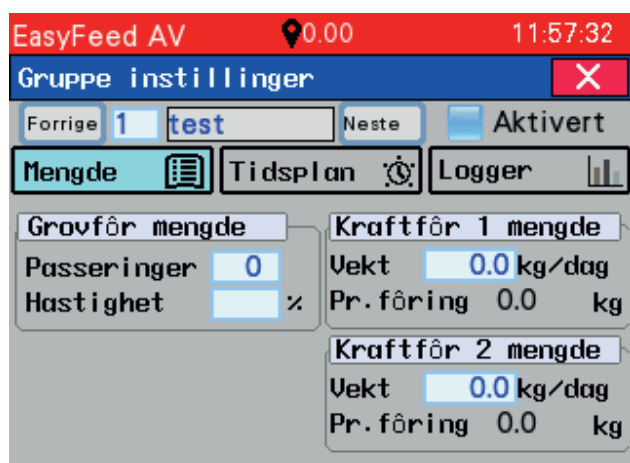 EasyFeed AV 0.00 11:57:32
Gruppe instillinger X
Forrige 1 test Neste Aktivert
Mengde Tidsplan Logger
Grovfôr mengde Kraftfôr 1 mengde
Passeringer 0 Vekt 0.0 kg/dag
Hastighet % Pr.fôring 0.0 kg
Kraftfôr 2 mengde
Vekt 0.0 kg/dag
Pr.fôring 0.0 kg